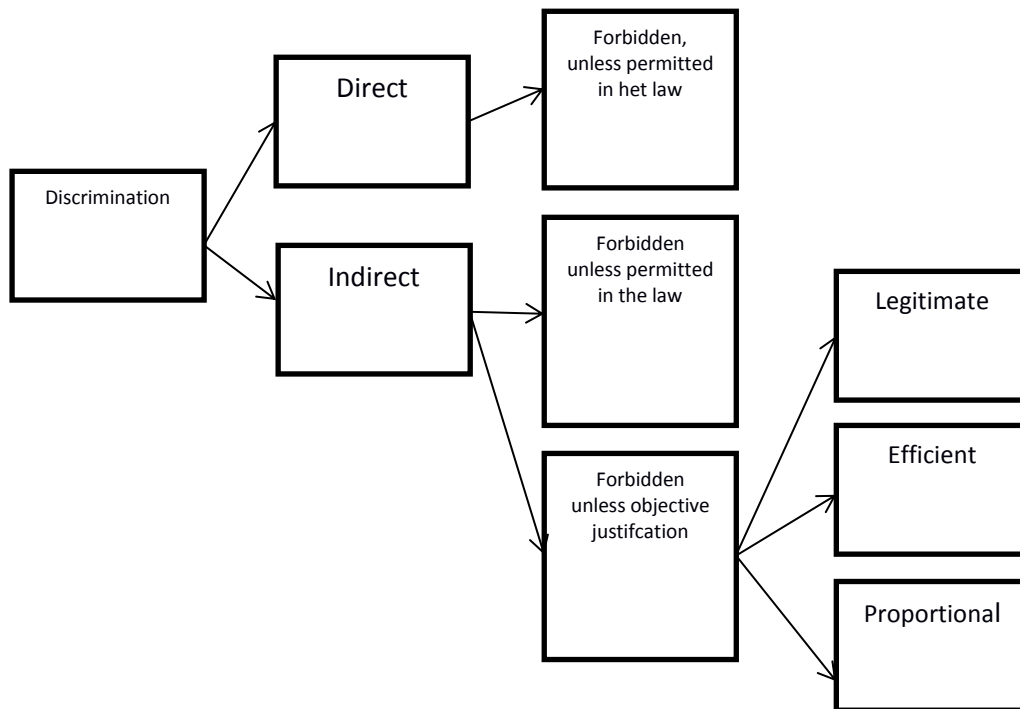 Discrimination
Direct
Forbidden,
unless permitted
in het law
Indirect
Forbidden
unless permitted
in the law
Forbidden
unless objective
justifcation
Legitimate
Efficient
Proportional